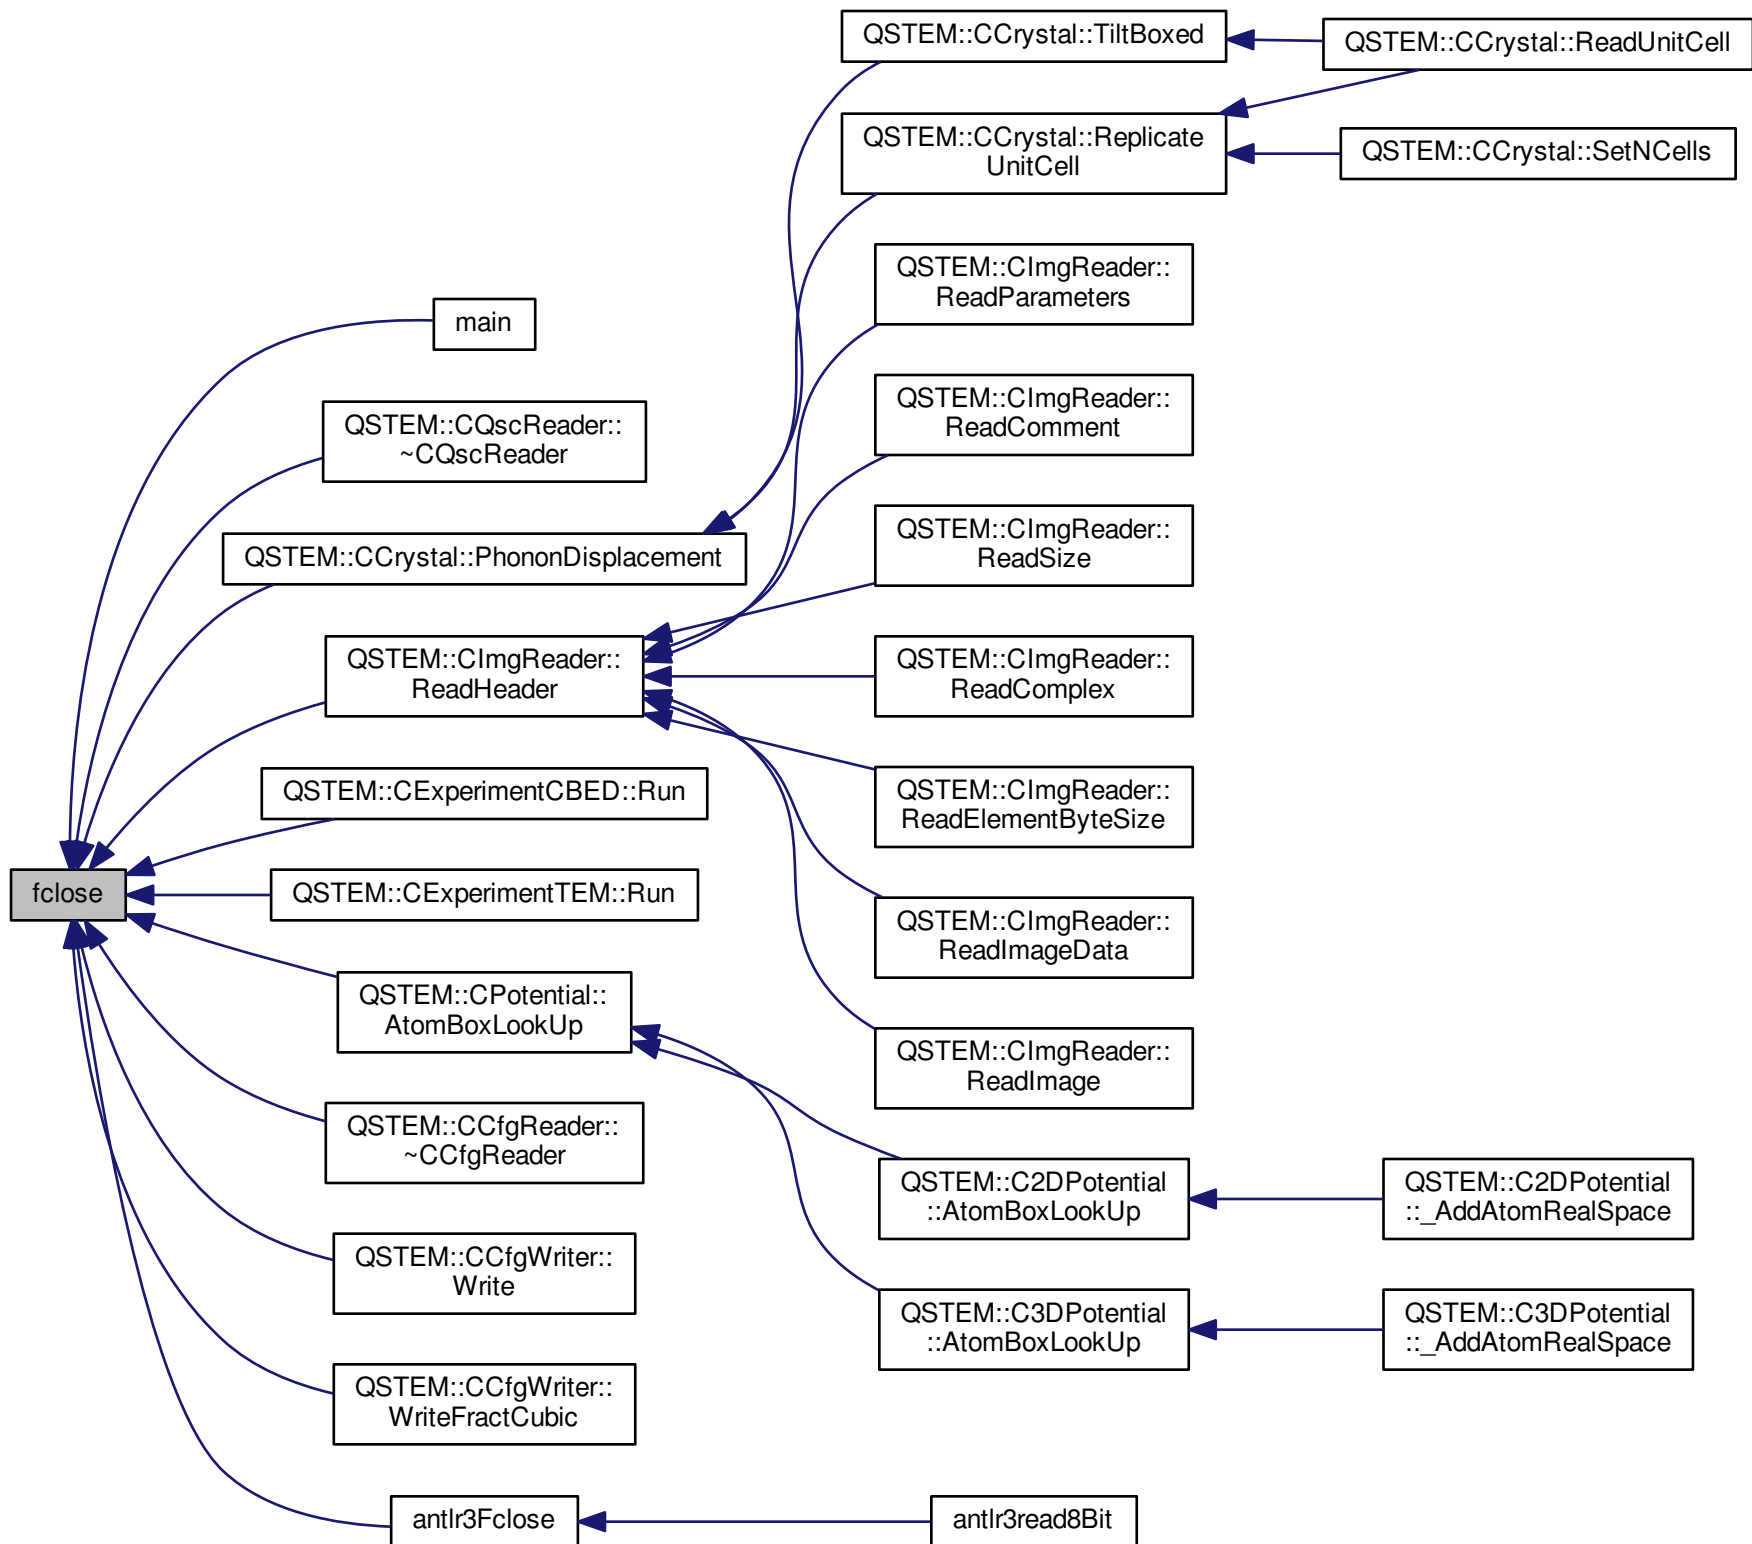 QSTEM::CCrystal::TiltBoxed
QSTEM::CCrystal::ReadUnitCell
QSTEM::CCrystal::Replicate
UnitCell
QSTEM::CCrystal::SetNCells
QSTEM::CImgReader::
ReadParameters
main
QSTEM::CImgReader::
ReadComment
QSTEM::CQscReader::
~CQscReader
QSTEM::CImgReader::
ReadSize
QSTEM::CCrystal::PhononDisplacement
QSTEM::CImgReader::
ReadHeader
QSTEM::CImgReader::
ReadComplex
QSTEM::CExperimentCBED::Run
QSTEM::CImgReader::
ReadElementByteSize
fclose
QSTEM::CExperimentTEM::Run
QSTEM::CImgReader::
ReadImageData
QSTEM::CPotential::
AtomBoxLookUp
QSTEM::CImgReader::
ReadImage
QSTEM::CCfgReader::
~CCfgReader
QSTEM::C2DPotential
::AtomBoxLookUp
QSTEM::C2DPotential
::_AddAtomRealSpace
QSTEM::CCfgWriter::
Write
QSTEM::C3DPotential
::AtomBoxLookUp
QSTEM::C3DPotential
::_AddAtomRealSpace
QSTEM::CCfgWriter::
WriteFractCubic
antlr3Fclose
antlr3read8Bit